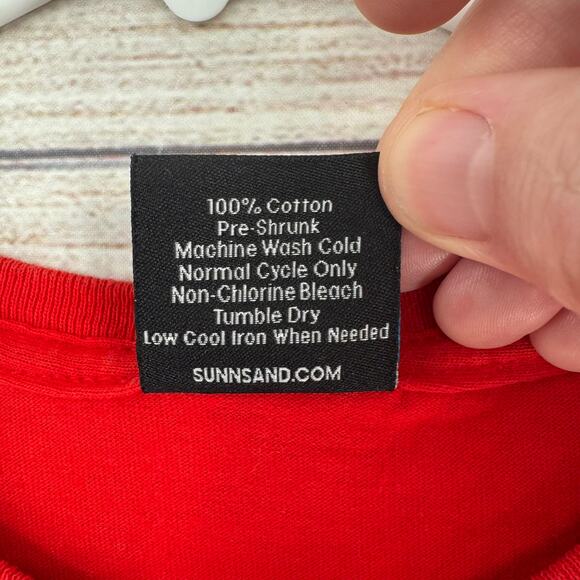 100% Cotton
Pre-Shrunk
Machine Wash Cold
Normal Cycle Only
Non-Chlorine Bleach
Tumble Dry
Low Cool Iron When Needed
SUNNSAND.COM